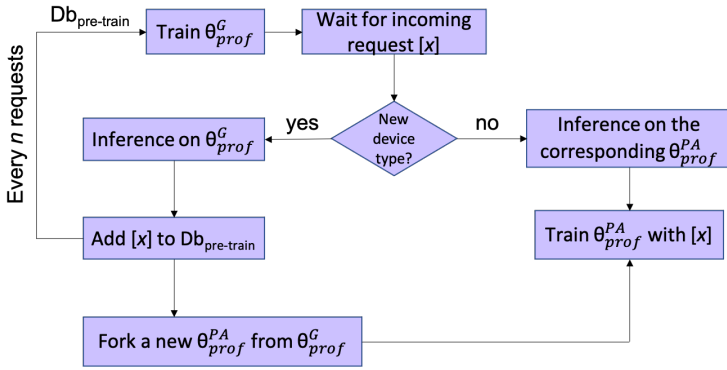 Db_pre-train
Train θ^G_prof
Wait for incoming
request [x]
Every n requests
New
device
type?
yes
no
Inference on θ^G_prof
Inference on the
corresponding θ^PA_prof
Add [x] to Db_pre-train
Train θ^PA_prof with [x]
Fork a new θ^PA_prof from θ^G_prof